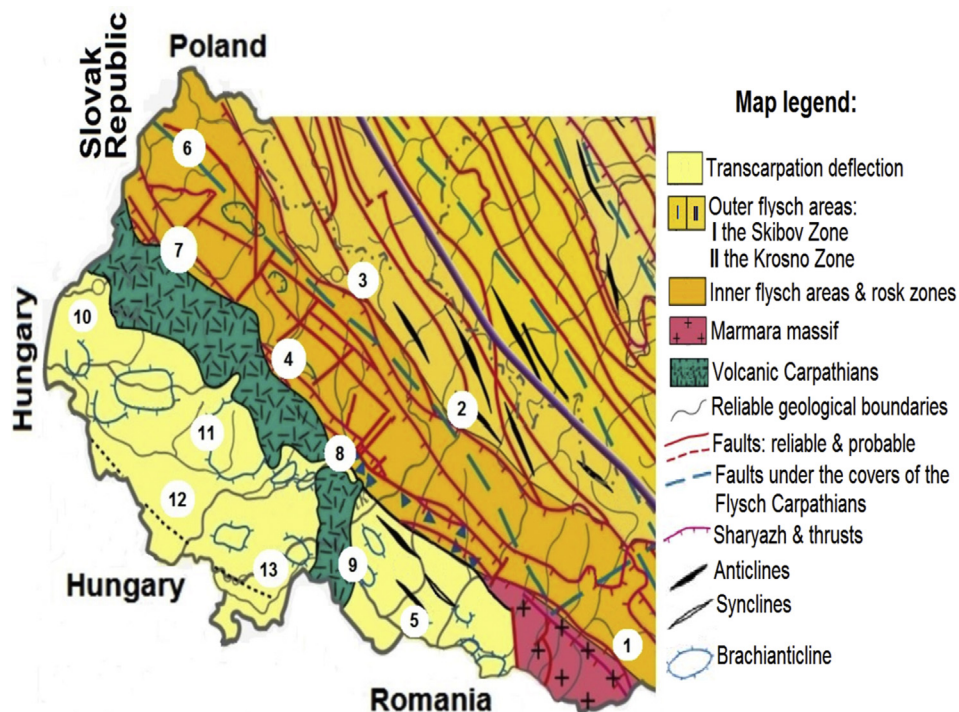 Poland
Slovak
Republic
Hungary
Hungary
Romania
6
7
3
10
4
2
11
8
12
13
9
5
1
Map legend:
Transcarpation deflection
I II
Outer flysch areas:
I the Skibov Zone
II the Krosno Zone
Inner flysch areas & rosk zones
Marmara massif
Volcanic Carpathians
Reliable geological boundaries
Faults: reliable & probable
Faults under the covers of the
Flysch Carpathians
Sharyazh & thrusts
Anticlines
Synclines
Brachianticline